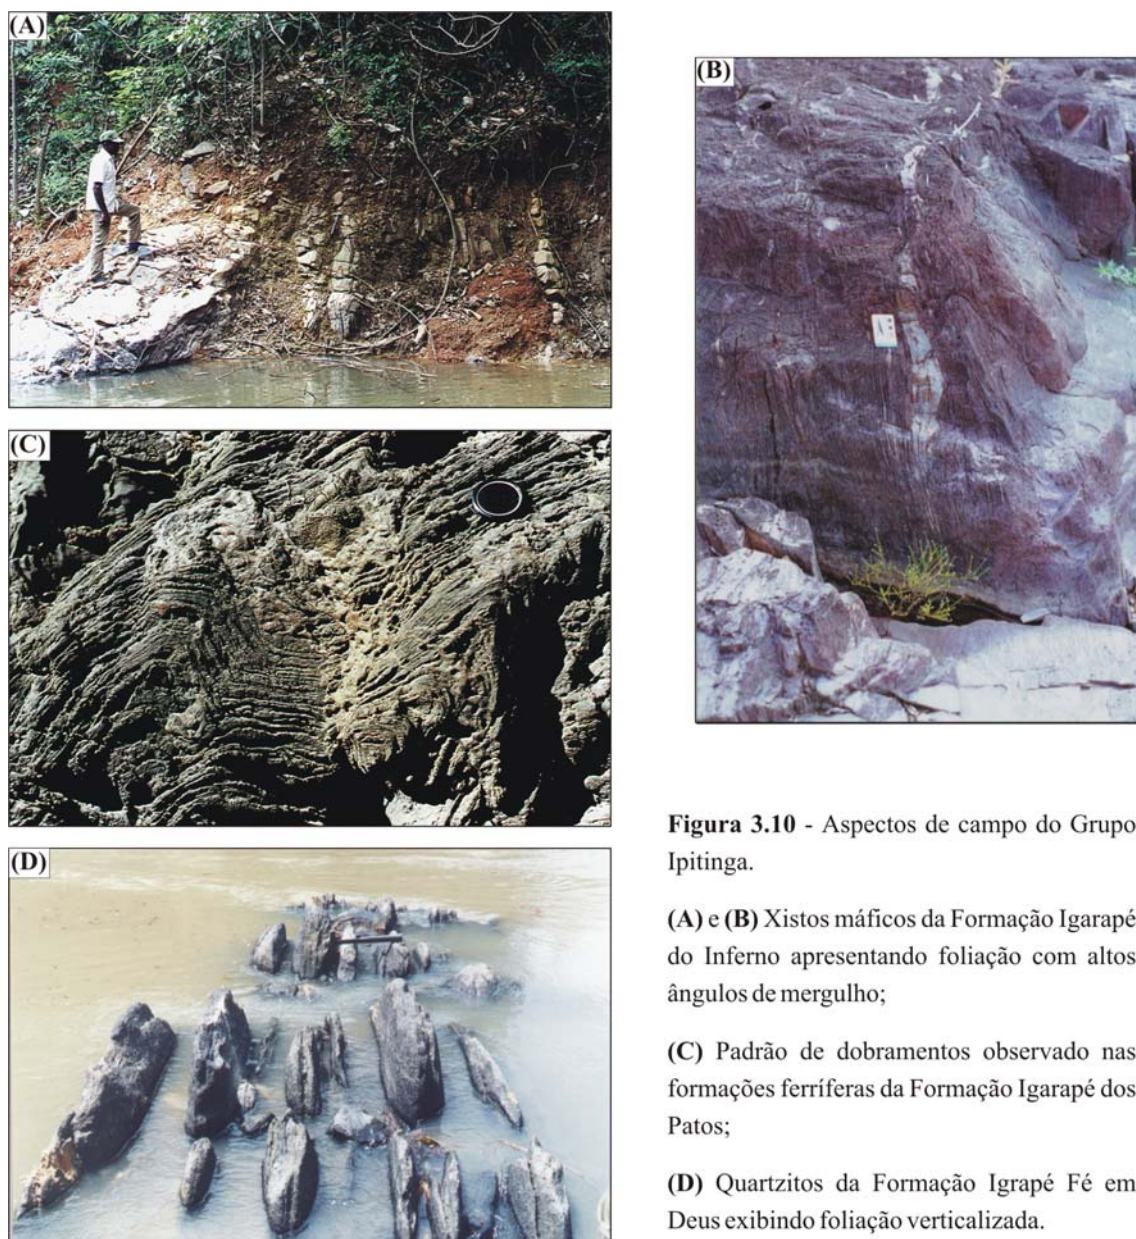 (A)
(B)
(C)
(D)
Figura 3.10 - Aspectos de campo do Grupo
Ipitinga.
(A) e (B) Xistos máficos da Formação Igarapé
do Inferno apresentando foliação com altos
ângulos de mergulho;
(C) Padrão de dobramentos observado nas
formações ferríferas da Formação Igarapé dos
Patos;
(D) Quartzitos da Formação Igrapé Fé em
Deus exibindo foliação verticalizada.